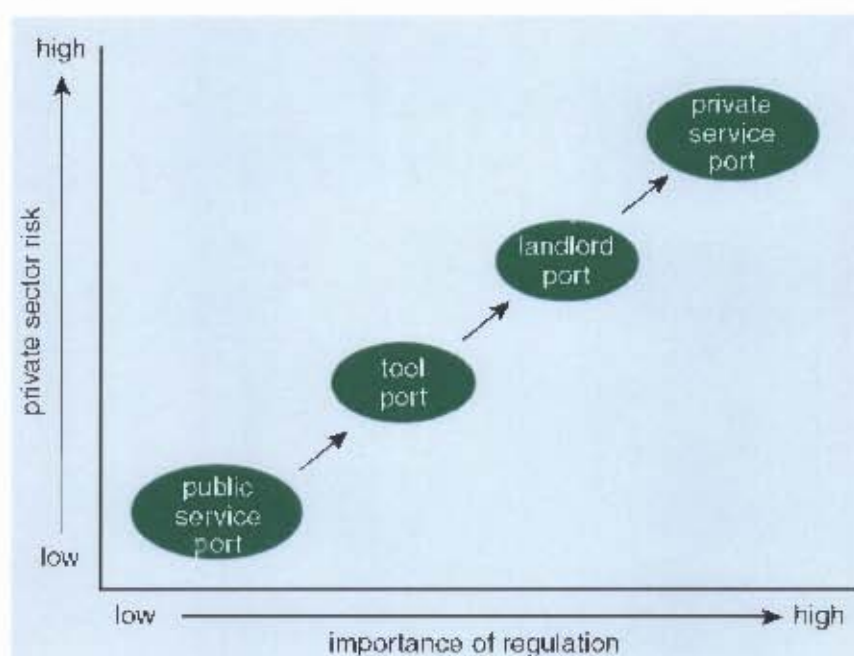 high
private
service
port
landlord
port
private sector risk
tool
port
public
service
port
low
low
high
importance of regulation